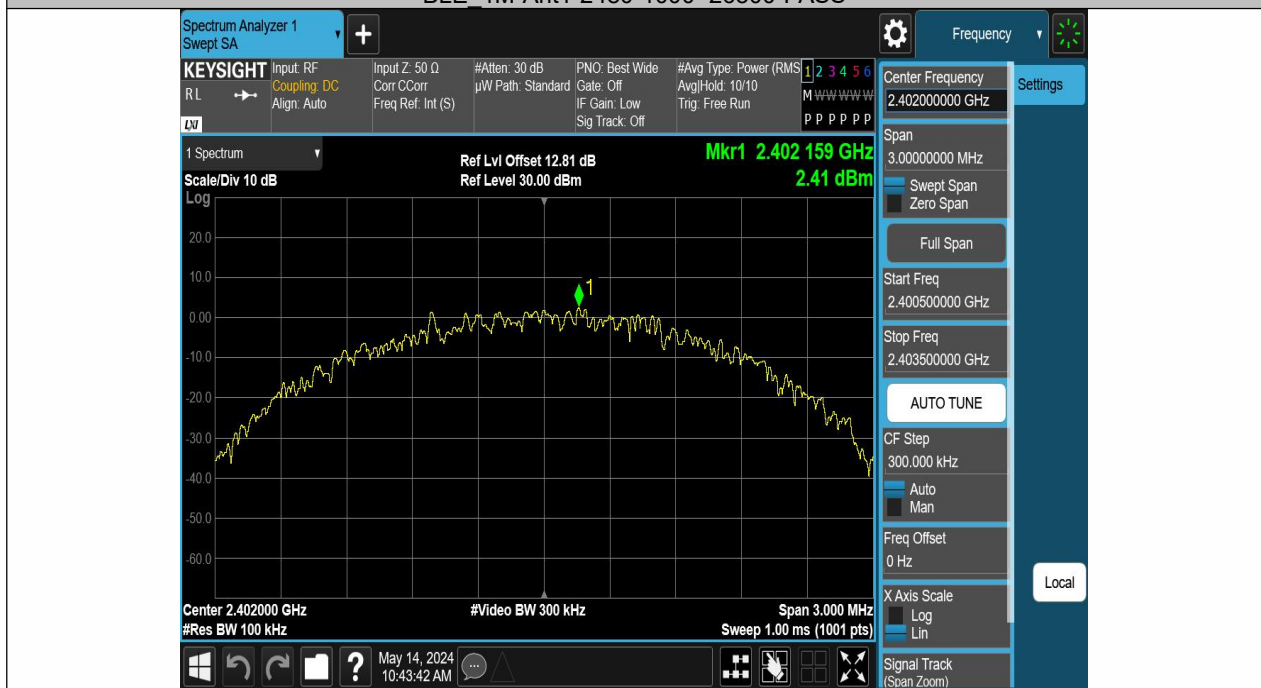 Spectrum Analyzer 1
Swept SA
+
Frequency
KEYSIGHT
RL
LXI
Input: RF
Coupling: DC
Align: Auto
Input Z: 50 Ω
Corr CCorr
Freq Ref: Int (S)
#Atten: 30 dB
µW Path: Standard
PNO: Best Wide
Gate: Off
IF Gain: Low
Sig Track: Off
#Avg Type: Power (RMS
Avg|Hold: 10/10
Trig: Free Run
1 2 3 4 5 6
M W W W W W
P P P P P P
Center Frequency
2.402000000 GHz
Settings
Span
3.00000000 MHz
Swept Span
Zero Span
Full Span
Start Freq
2.400500000 GHz
Stop Freq
2.403500000 GHz
AUTO TUNE
CF Step
300.000 kHz
Auto
Man
Freq Offset
0 Hz
X Axis Scale
Log
Lin
Signal Track
(Span Zoom)
Local
1 Spectrum
Scale/Div 10 dB
Log
Ref Lvl Offset 12.81 dB
Ref Level 30.00 dBm
Mkr1 2.402 159 GHz
2.41 dBm
20.0
10.0
0.00
-10.0
-20.0
-30.0
-40.0
-50.0
-60.0
1
Center 2.402000 GHz
#Res BW 100 kHz
#Video BW 300 kHz
Span 3.000 MHz
Sweep 1.00 ms (1001 pts)
?
May 14, 2024
10:43:42 AM